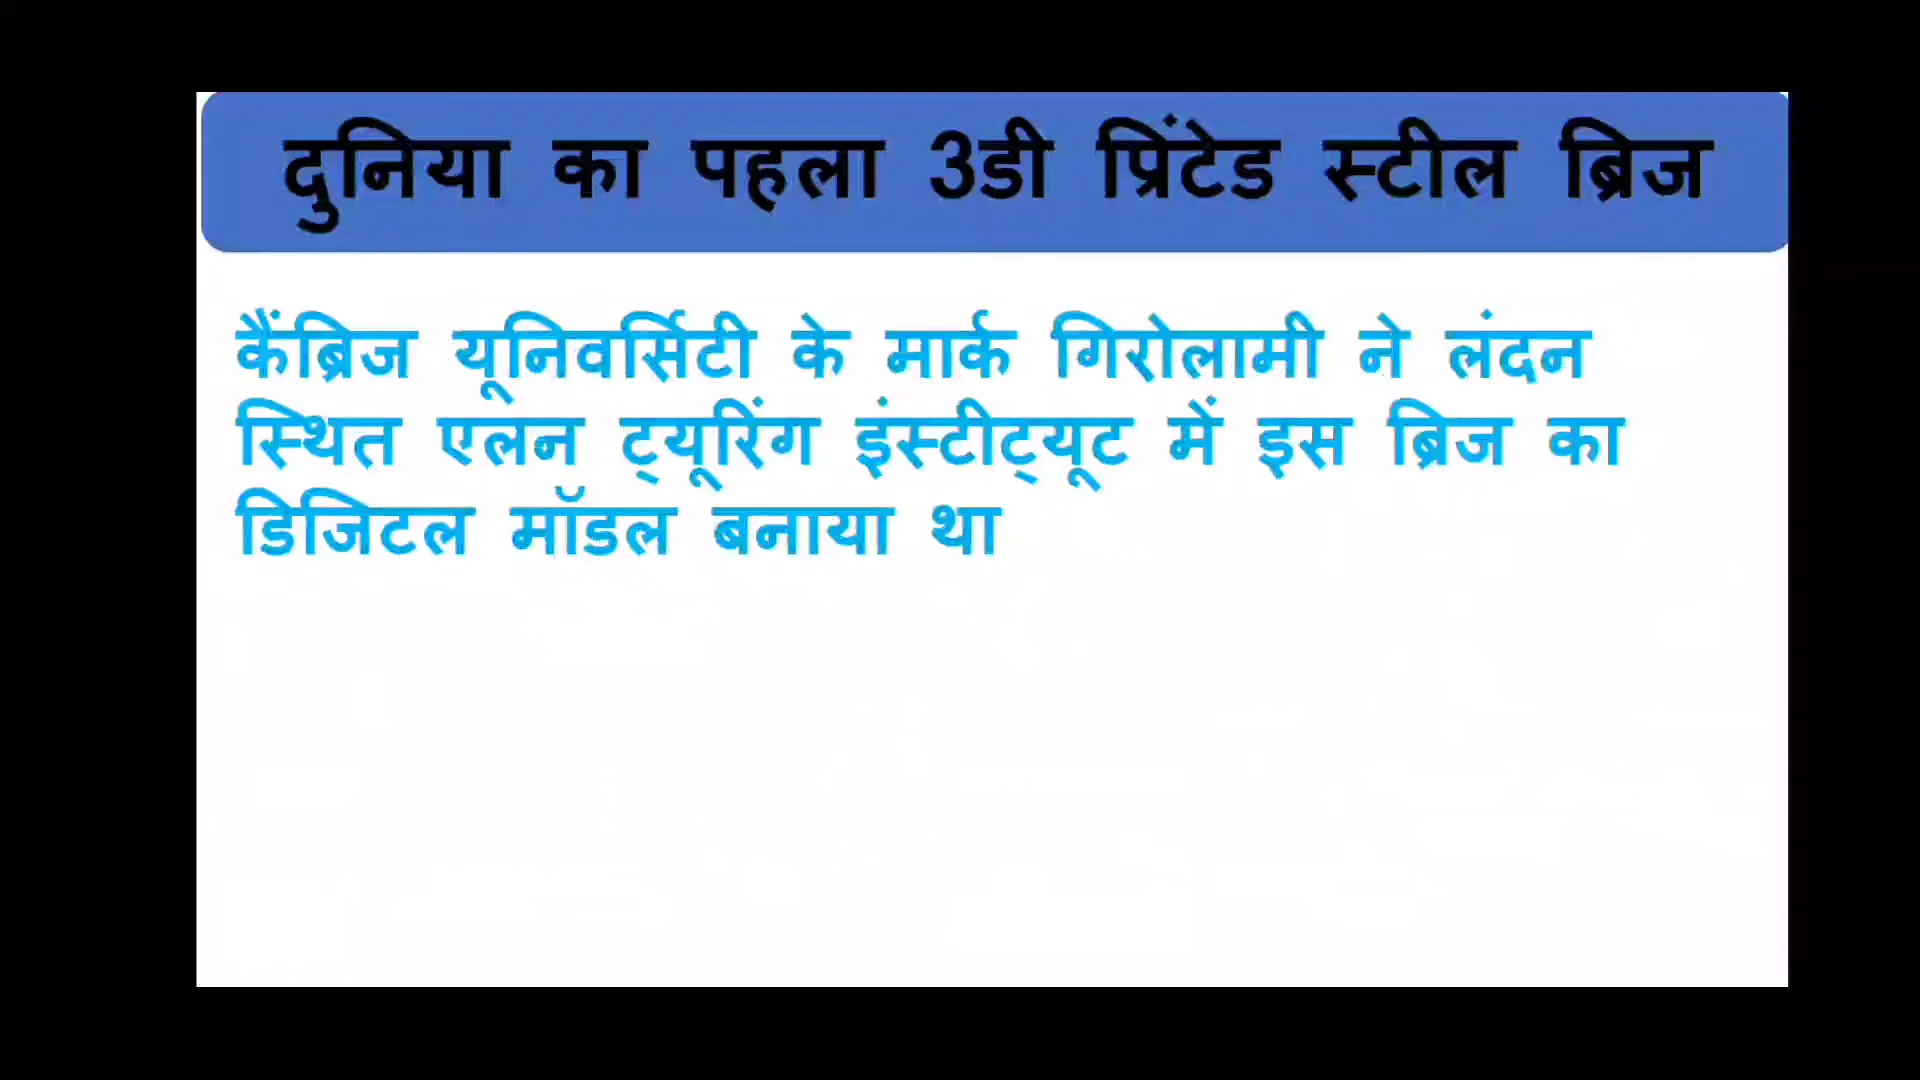 दुनिया का पहला 3डी प्रिंटेड स्टील ब्रिज
कैंब्रिज यूनिवर्सिटी के मार्क गिरोलामी ने लंदन
स्थित एलन ट्यूरिंग इंस्टीट्यूट में इस ब्रिज का
डिजिटल मॉडल बनाया था